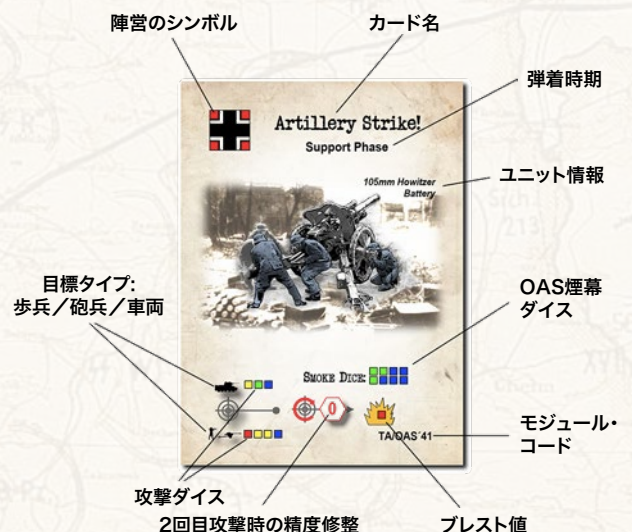 陣営のシンボル
カード名
弾着時期
Artillery Strike!
Support Phase
105mm Howitzer
Battery
ユニット情報
目標タイプ:
歩兵／砲兵／車両
OAS煙幕
ダイス
SMOKE DICE:
0
TA/OAS'41
モジュール・
コード
攻撃ダイス
2回目攻撃時の精度修整
ブレスト値